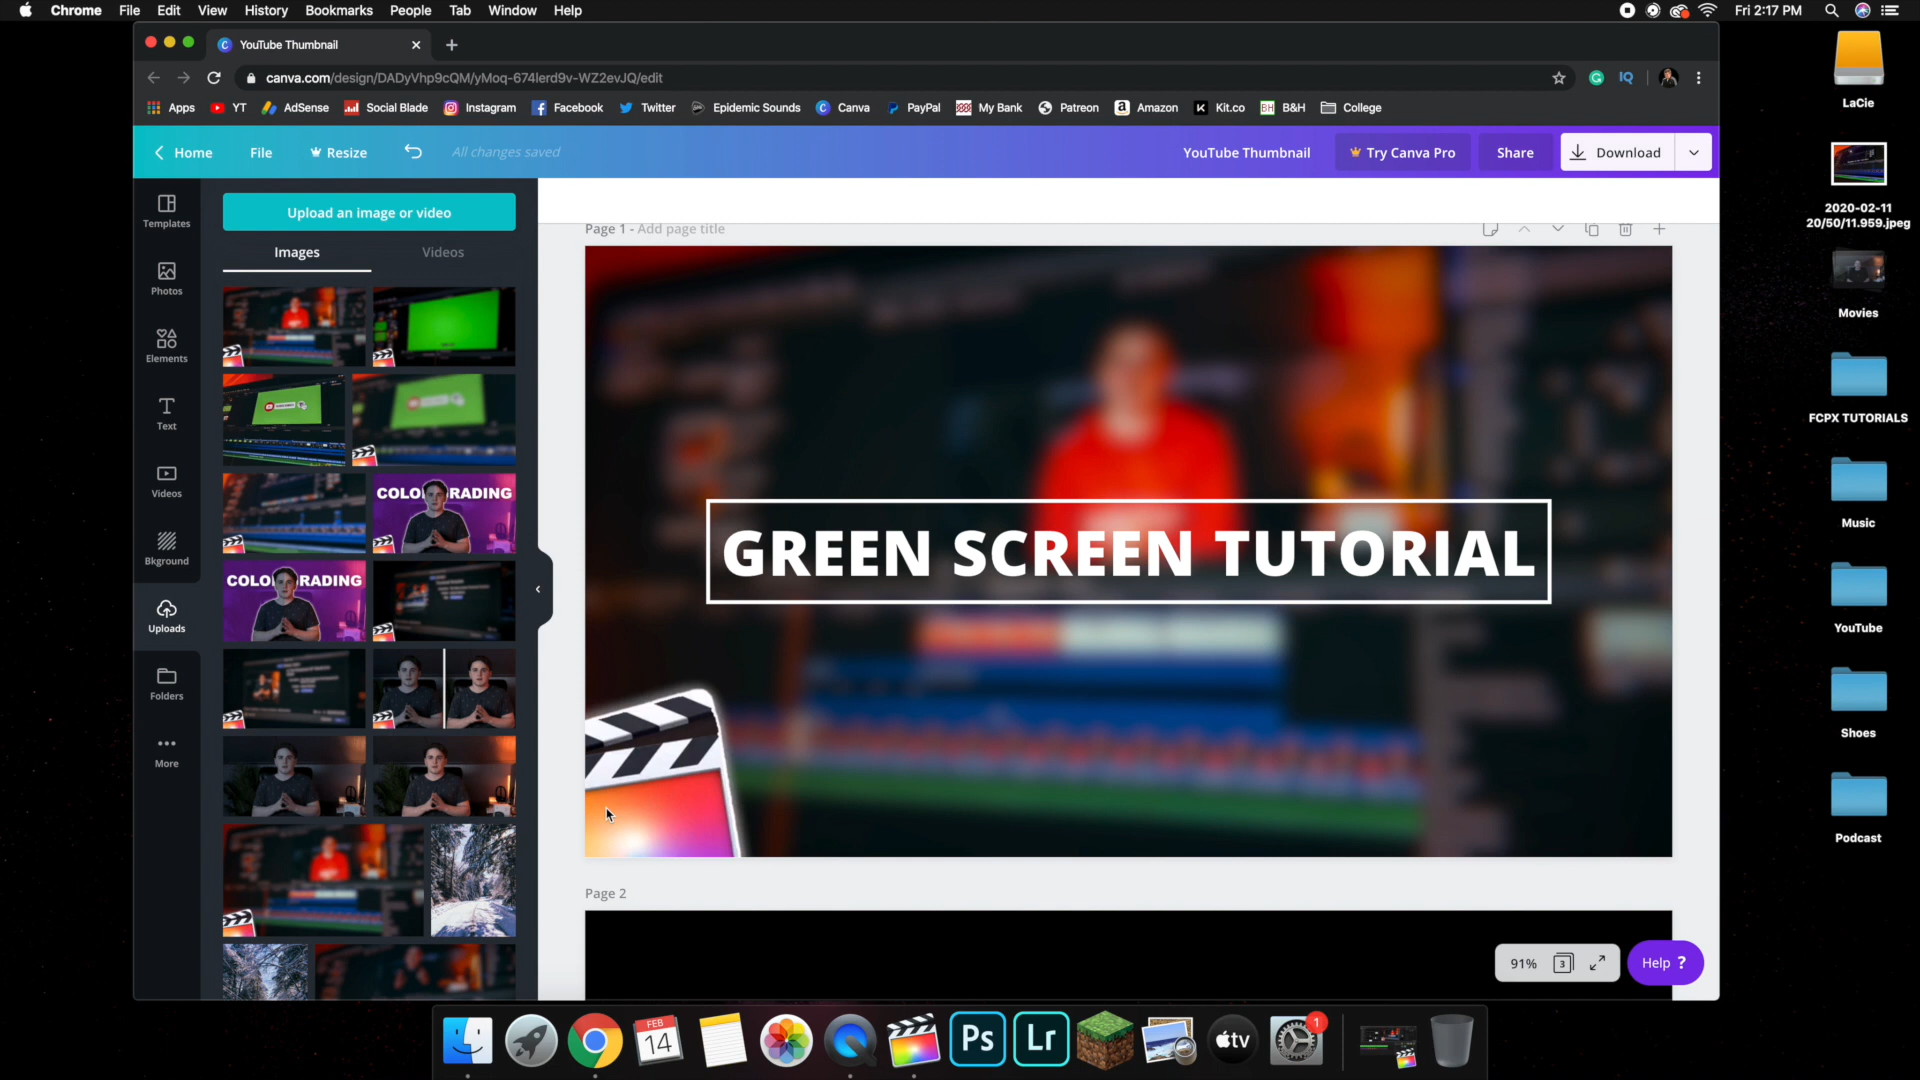 Chrome File Edit View History Bookmarks People Tab Window Help
Fri 2:17 PM
YouTube Thumbnail
canva.com/design/DADyVhp9cQM/yMoq-674lerd9v-WZ2evJQ/edit
Apps YT AdSense Social Blade Instagram Facebook Twitter Epidemic Sounds Canva PayPal My Bank Patreon Amazon Kit.co B&H College
Home File Resize All changes saved YouTube Thumbnail Try Canva Pro Share Download
Templates
Photos
Elements
Text
Videos
Bkground
Uploads
Folders
More
Upload an image or video
Images Videos
COLO RADING
COLO RADING
Page 1 - Add page title
GREEN SCREEN TUTORIAL
Page 2
91% 3 Help ?
LaCie
2020-02-11
20/50/11.959.jpeg
Movies
FCPX TUTORIALS
Music
YouTube
Shoes
Podcast
FEB
14
Ps
Lr
tv
1